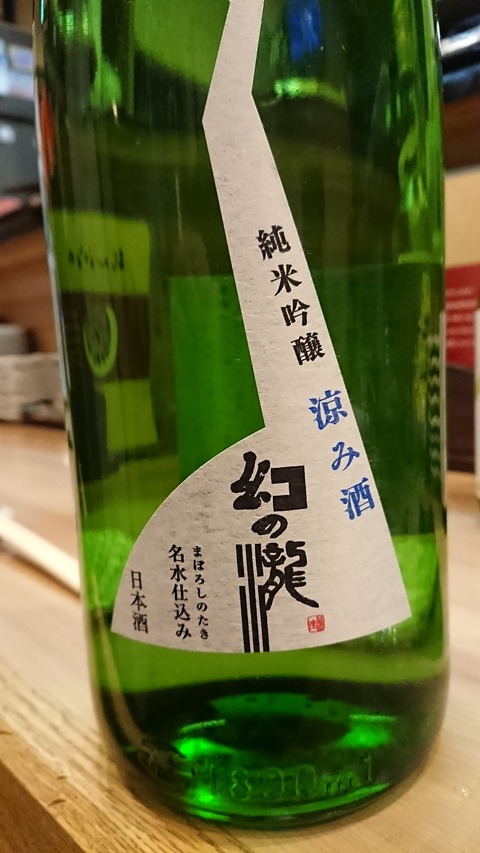 純米吟醸
涼み酒
幻の瀧
まぼろしのたき
名水仕込み
日本酒
1800ml